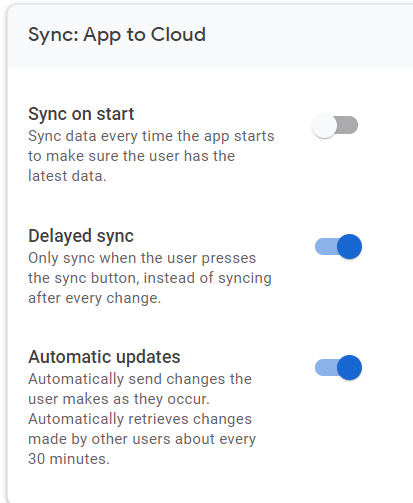 Sync: App to Cloud
Sync on start
Sync data every time the app starts
to make sure the user has the
latest data.
Delayed sync
Only sync when the user presses
the sync button, instead of syncing
after every change.
Automatic updates
Automatically send changes the
user makes as they occur.
Automatically retrieves changes
made by other users about every
30 minutes.